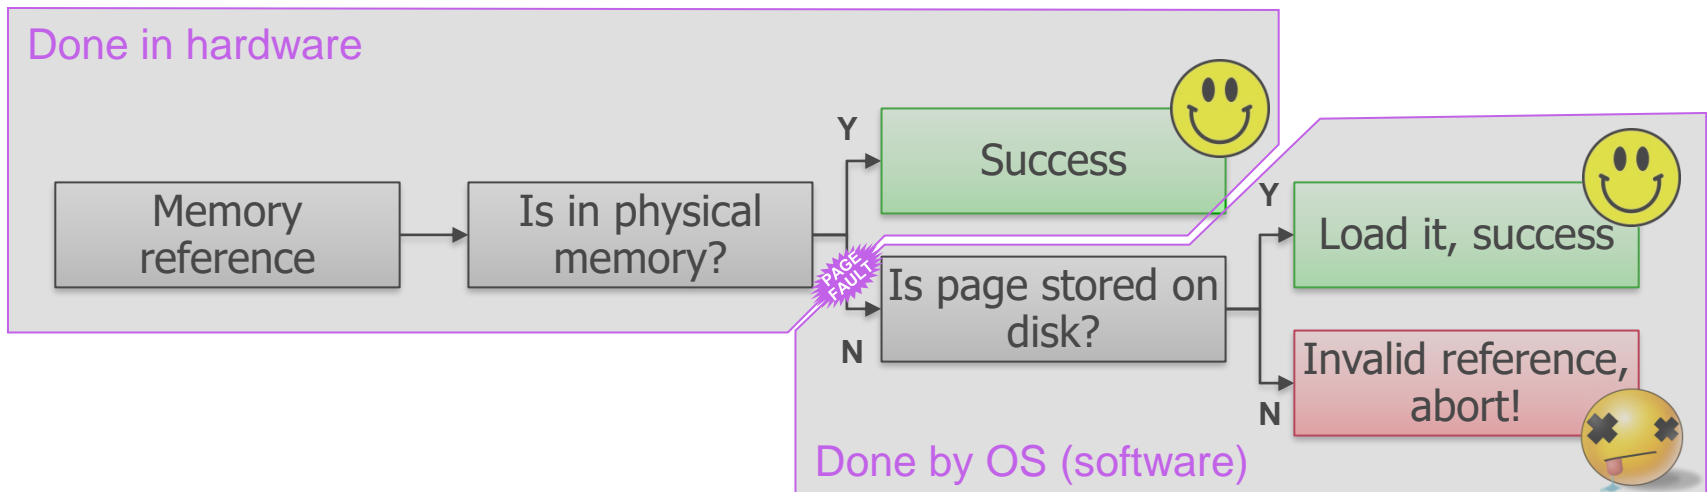 Done in hardware
Memory
reference
Is in physical
memory?
Y
Success
PAGE
FAULT
N
Is page stored on
disk?
Y
Load it, success
N
Invalid reference,
abort!
Done by OS (software)